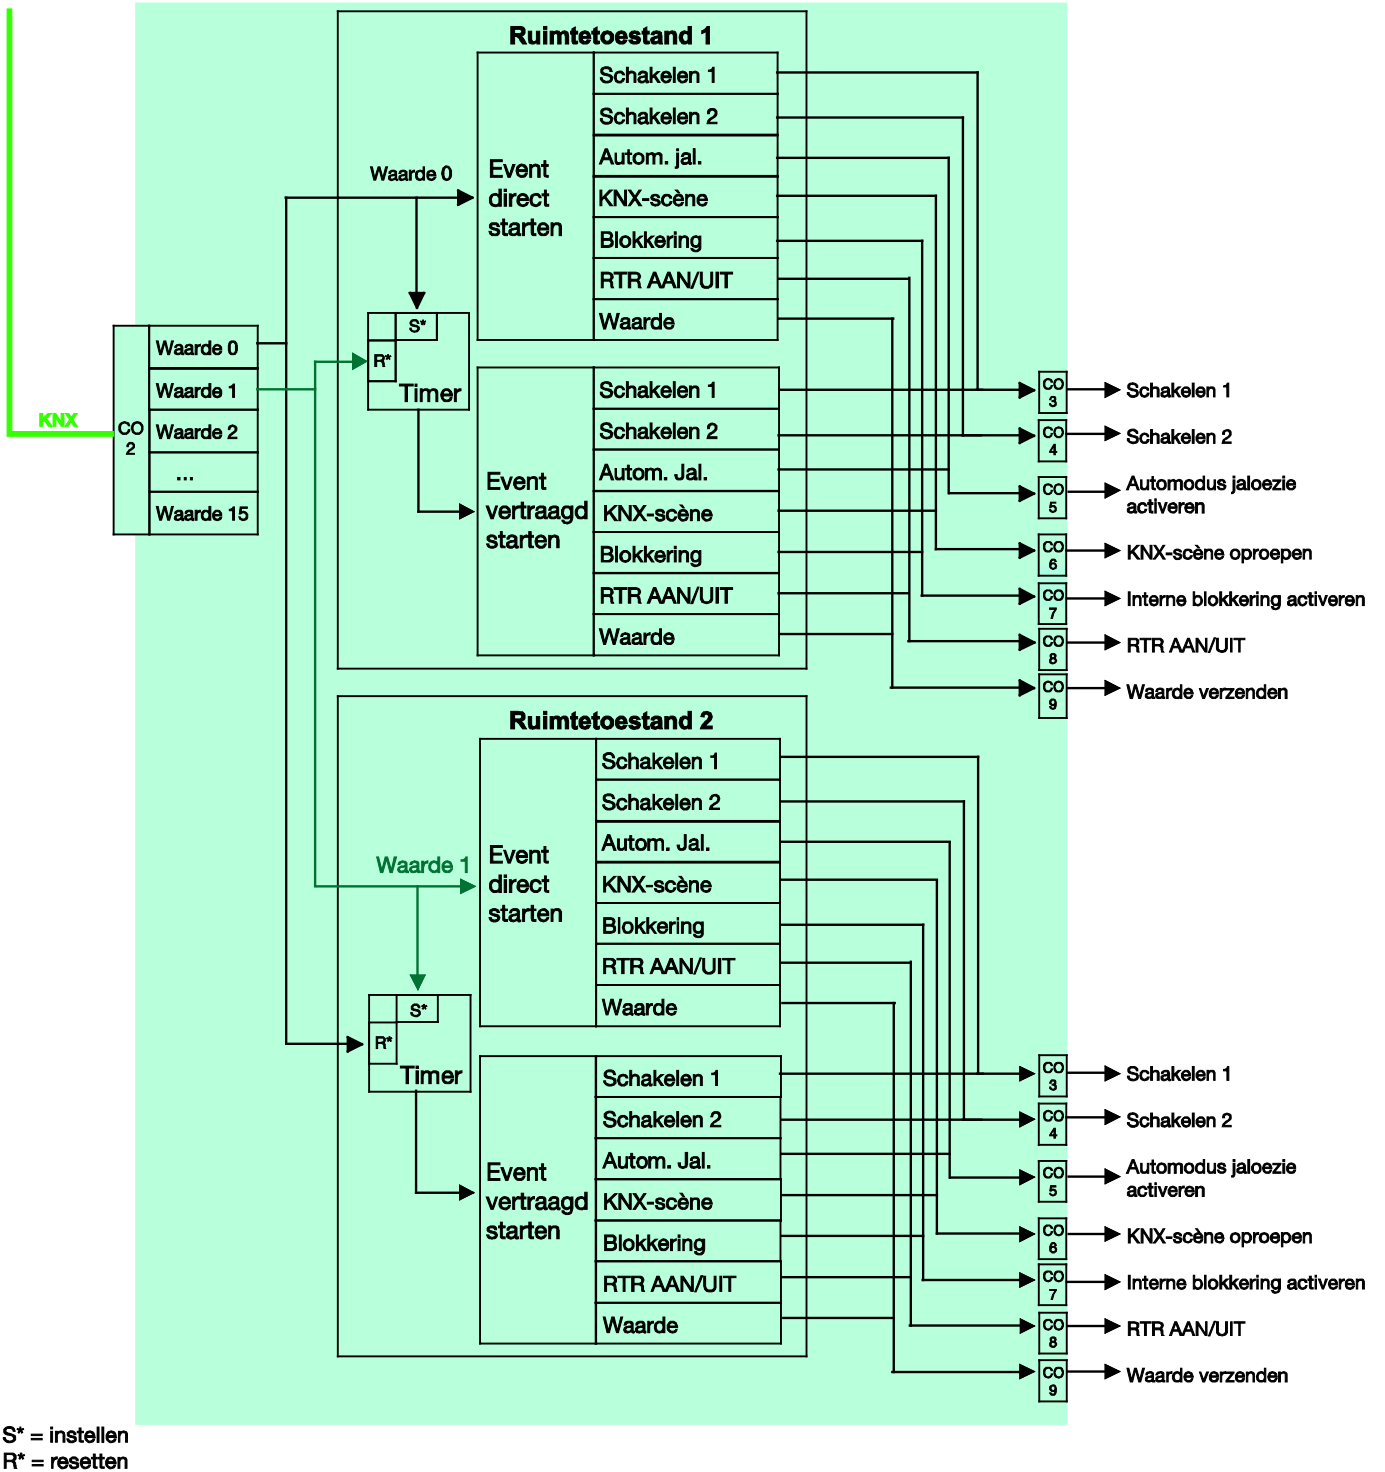 KNX
CO
2
Waarde 0
Waarde 1
Waarde 2
...
Waarde 15
Ruimtetoestand 1
Waarde 0
S*
R*
Timer
Event
direct
starten
Schakelen 1
Schakelen 2
Autom. jal.
KNX-scène
Blokkering
RTR AAN/UIT
Waarde
Event
vertraagd
starten
Schakelen 1
Schakelen 2
Autom. Jal.
KNX-scène
Blokkering
RTR AAN/UIT
Waarde
CO
3
Schakelen 1
CO
4
Schakelen 2
CO
5
Automodus jaloezie
activeren
CO
6
KNX-scène oproepen
CO
7
Interne blokkering activeren
CO
8
RTR AAN/UIT
CO
9
Waarde verzenden
Ruimtetoestand 2
Waarde 1
S*
R*
Timer
Event
direct
starten
Schakelen 1
Schakelen 2
Autom. Jal.
KNX-scène
Blokkering
RTR AAN/UIT
Waarde
Event
vertraagd
starten
Schakelen 1
Schakelen 2
Autom. Jal.
KNX-scène
Blokkering
RTR AAN/UIT
Waarde
CO
3
Schakelen 1
CO
4
Schakelen 2
CO
5
Automodus jaloezie
activeren
CO
6
KNX-scène oproepen
CO
7
Interne blokkering activeren
CO
8
RTR AAN/UIT
CO
9
Waarde verzenden
S* = instellen
R* = resetten